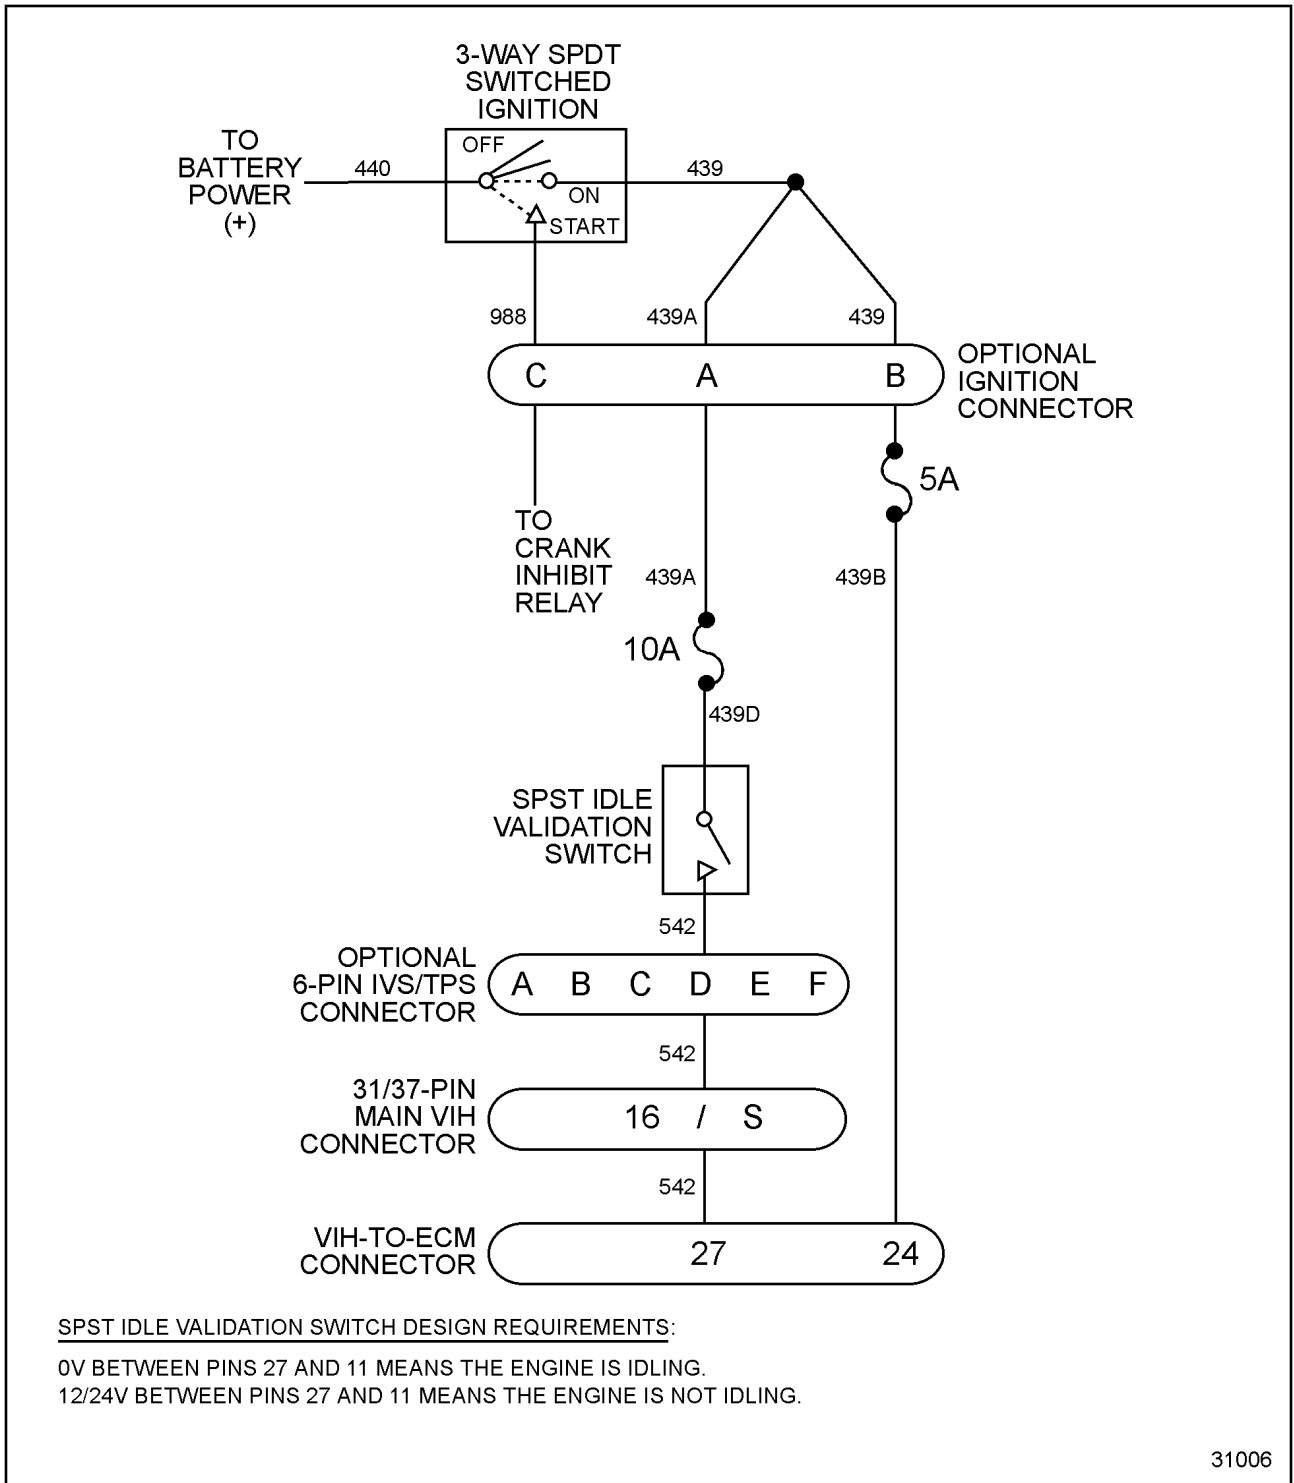 3-WAY SPDT
SWITCHED
IGNITION
TO
BATTERY
POWER
(+)
440
OFF
ON
START
439
988
439A
439
C
A
B
OPTIONAL
IGNITION
CONNECTOR
5A
TO
CRANK
INHIBIT
RELAY
439A
439B
10A
439D
SPST IDLE
VALIDATION
SWITCH
542
OPTIONAL
6-PIN IVS/TPS
CONNECTOR
A B C D E F
542
31/37-PIN
MAIN VIH
CONNECTOR
16 / S
542
VIH-TO-ECM
CONNECTOR
27
24
SPST IDLE VALIDATION SWITCH DESIGN REQUIREMENTS:
0V BETWEEN PINS 27 AND 11 MEANS THE ENGINE IS IDLING.
12/24V BETWEEN PINS 27 AND 11 MEANS THE ENGINE IS NOT IDLING.
31006